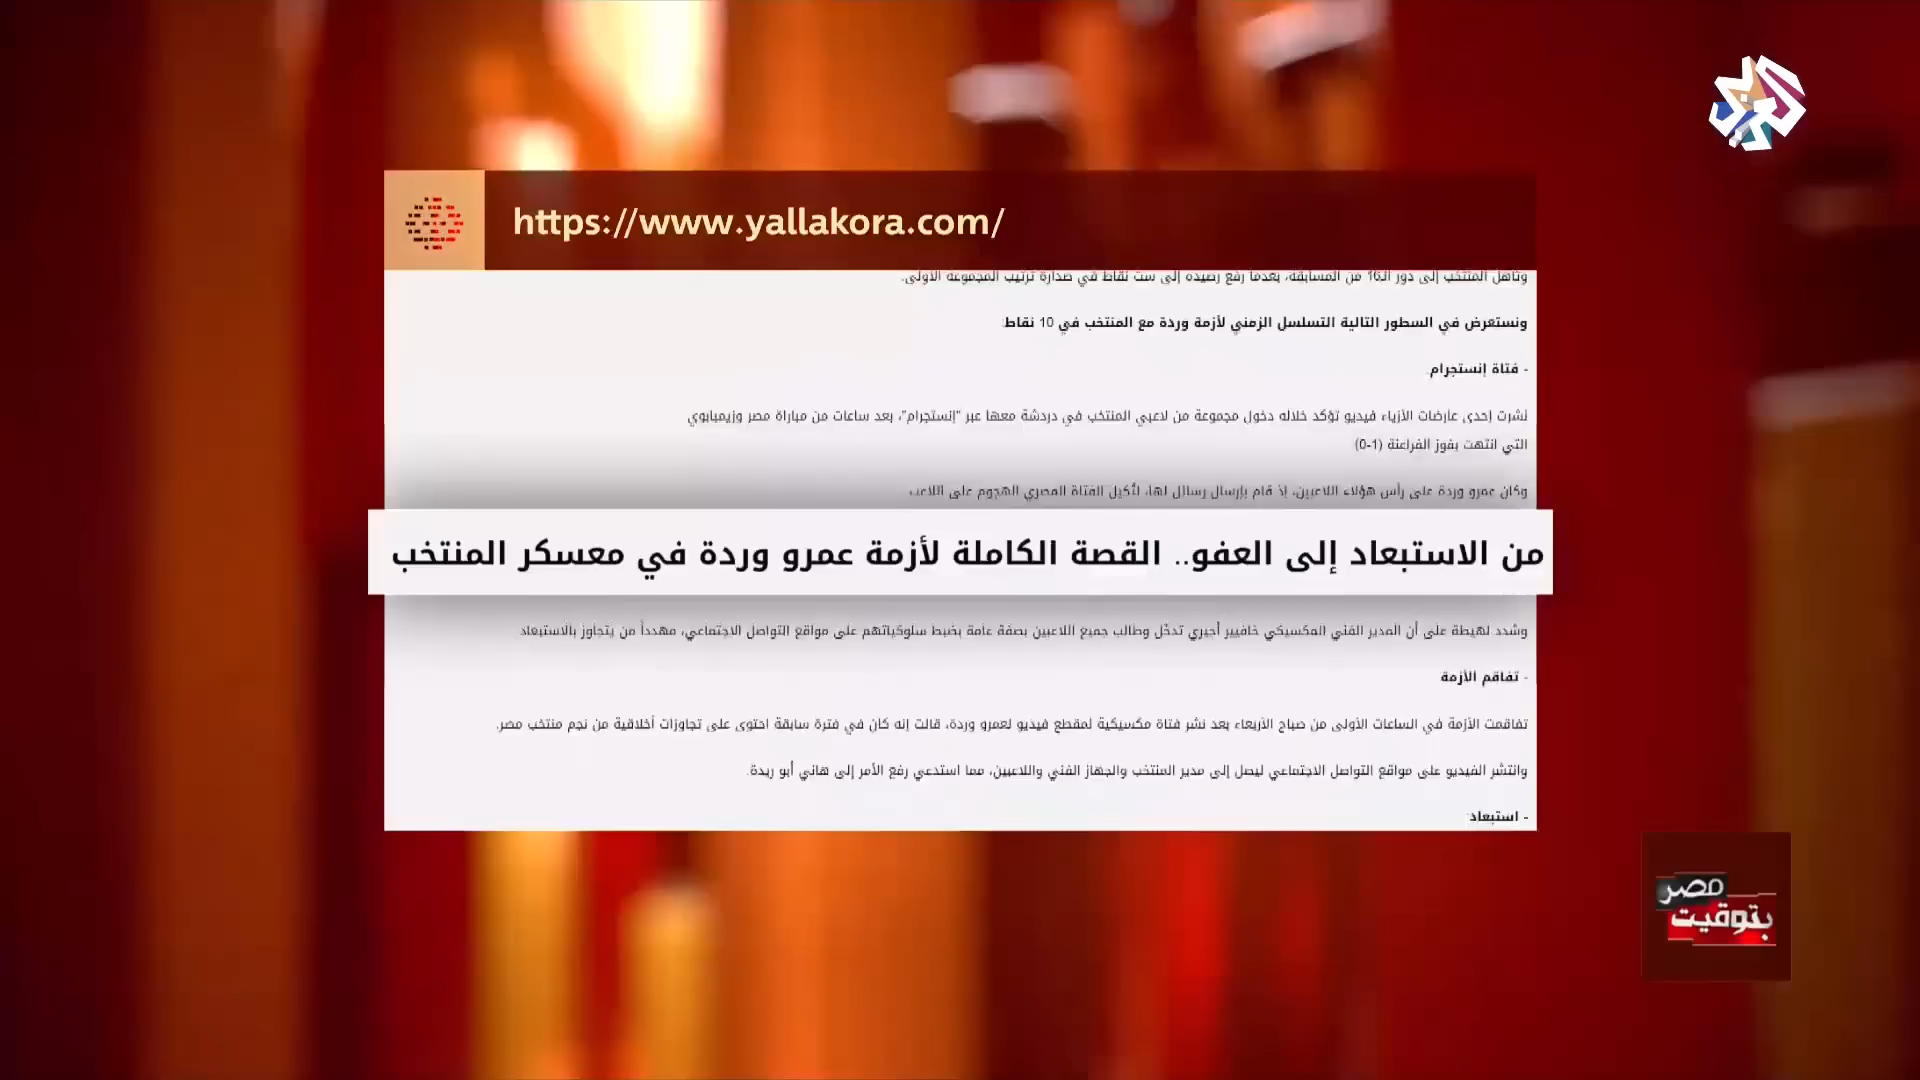 https://www.yallakora.com/
وتأهل المنتخب إلى دور الـ16 من المسابقة، بعدما رفع رصيده إلى ست نقاط في صدارة ترتيب المجموعة الأولى.
ونستعرض في السطور التالية التسلسل الزمني لأزمة وردة مع المنتخب في 10 نقاط:
- فتاة إنستجرام:
نشرت إحدى عارضات الأزياء فيديو تؤكد خلاله دخول مجموعة من لاعبي المنتخب في دردشة معها عبر "إنستجرام"، بعد ساعات من مباراة مصر وزيمبابوي
التي انتهت بفوز الفراعنة (1-0)
وكان عمرو وردة على رأس هؤلاء اللاعبين، إذ قام بإرسال رسائل لها، لتُكيل الفتاة المصري الهجوم على اللاعب
من الاستبعاد إلى العفو.. القصة الكاملة لأزمة عمرو وردة في معسكر المنتخب
وشدد لهيطة على أن المدير الفني المكسيكي خافيير أجيري تدخّل وطالب جميع اللاعبين بصفة عامة بضبط سلوكياتهم على مواقع التواصل الاجتماعي، مهدداً من يتجاوز بالاستبعاد
- تفاقم الأزمة
تفاقمت الأزمة في الساعات الأولى من صباح الأربعاء بعد نشر فتاة مكسيكية لمقطع فيديو لعمرو وردة، قالت إنه كان في فترة سابقة احتوى على تجاوزات أخلاقية من نجم منتخب مصر.
وانتشر الفيديو على مواقع التواصل الاجتماعي ليصل إلى مدير المنتخب والجهاز الفني واللاعبين، مما استدعي رفع الأمر إلى هاني أبو ريدة.
- استبعاد:
مصر
بتوقيت